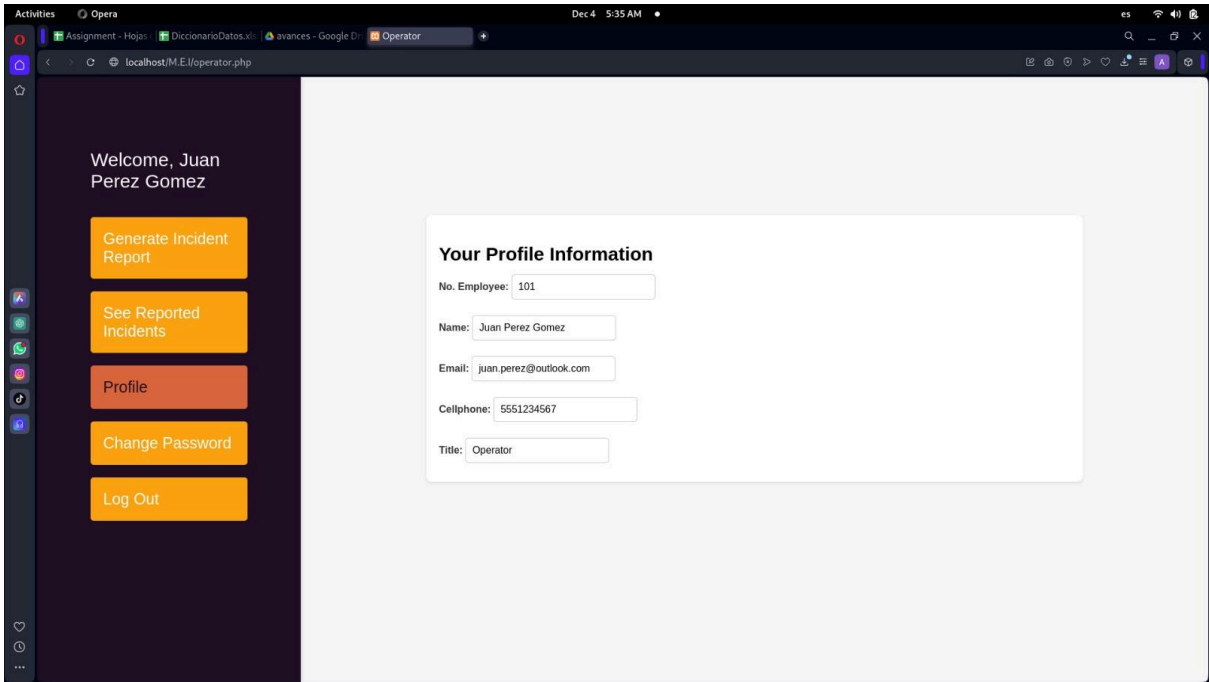 Activities Opera Dec 4 5:35 AM es
Assignment - Hojas DiccionarioDatos.xls avances - Google Dri Operator
localhost/M.E.I/operator.php A
Welcome, Juan
Perez Gomez
Generate Incident
Report
See Reported
Incidents
Profile
Change Password
Log Out
Your Profile Information
No. Employee: 101
Name: Juan Perez Gomez
Email: juan.perez@outlook.com
Cellphone: 5551234567
Title: Operator